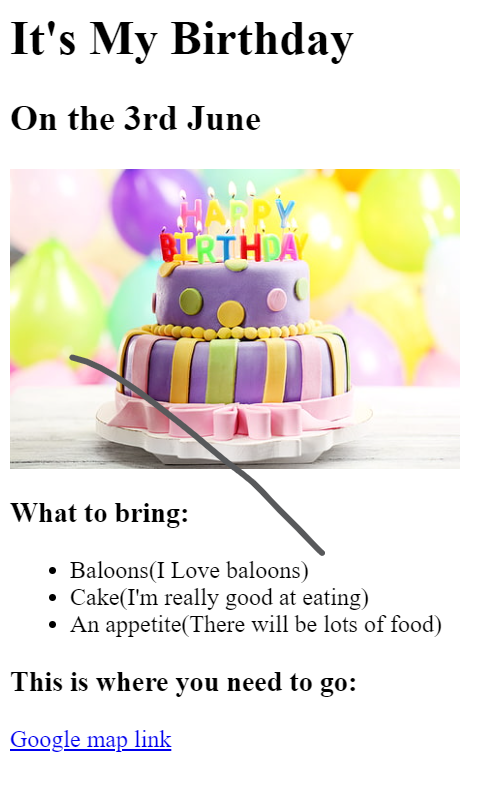 It's My Birthday
On the 3rd June
HAPPY
BIRTHDAY
What to bring:
Baloons(I Love baloons)
Cake(I'm really good at eating)
An appetite(There will be lots of food)
This is where you need to go:
Google map link